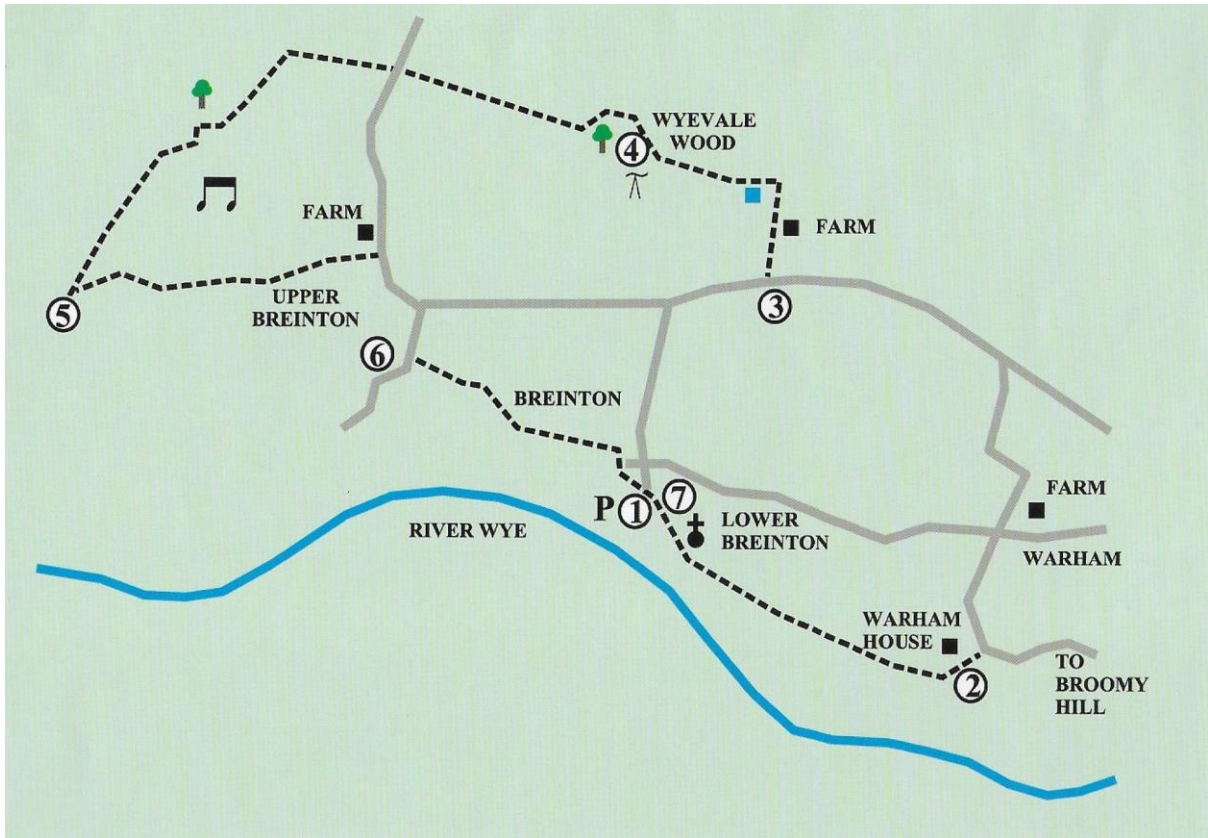 WYEVALE
WOOD
4
FARM
FARM
5
UPPER
BREINTON
3
6
BREINTON
P 1
7
RIVER WYE
LOWER
BREINTON
FARM
WARHAM
WARHAM
HOUSE
2
TO
BROOMY
HILL